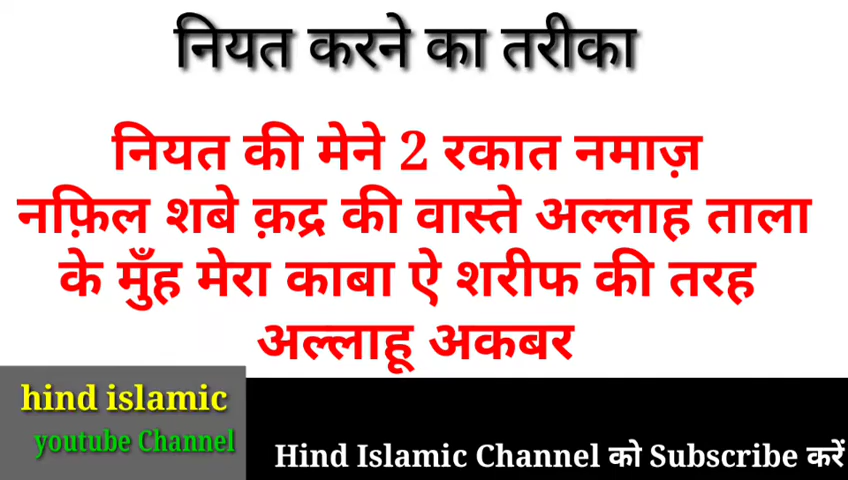 नियत करने का तरीका
नियत की मेने 2 रकात नमाज़
नफ़िल शबे क़द्र की वास्ते अल्लाह ताला
के मुँह मेरा काबा ऐ शरीफ की तरह
अल्लाहू अकबर
hind islamic
youtube Channel
Hind Islamic Channel को Subscribe करें